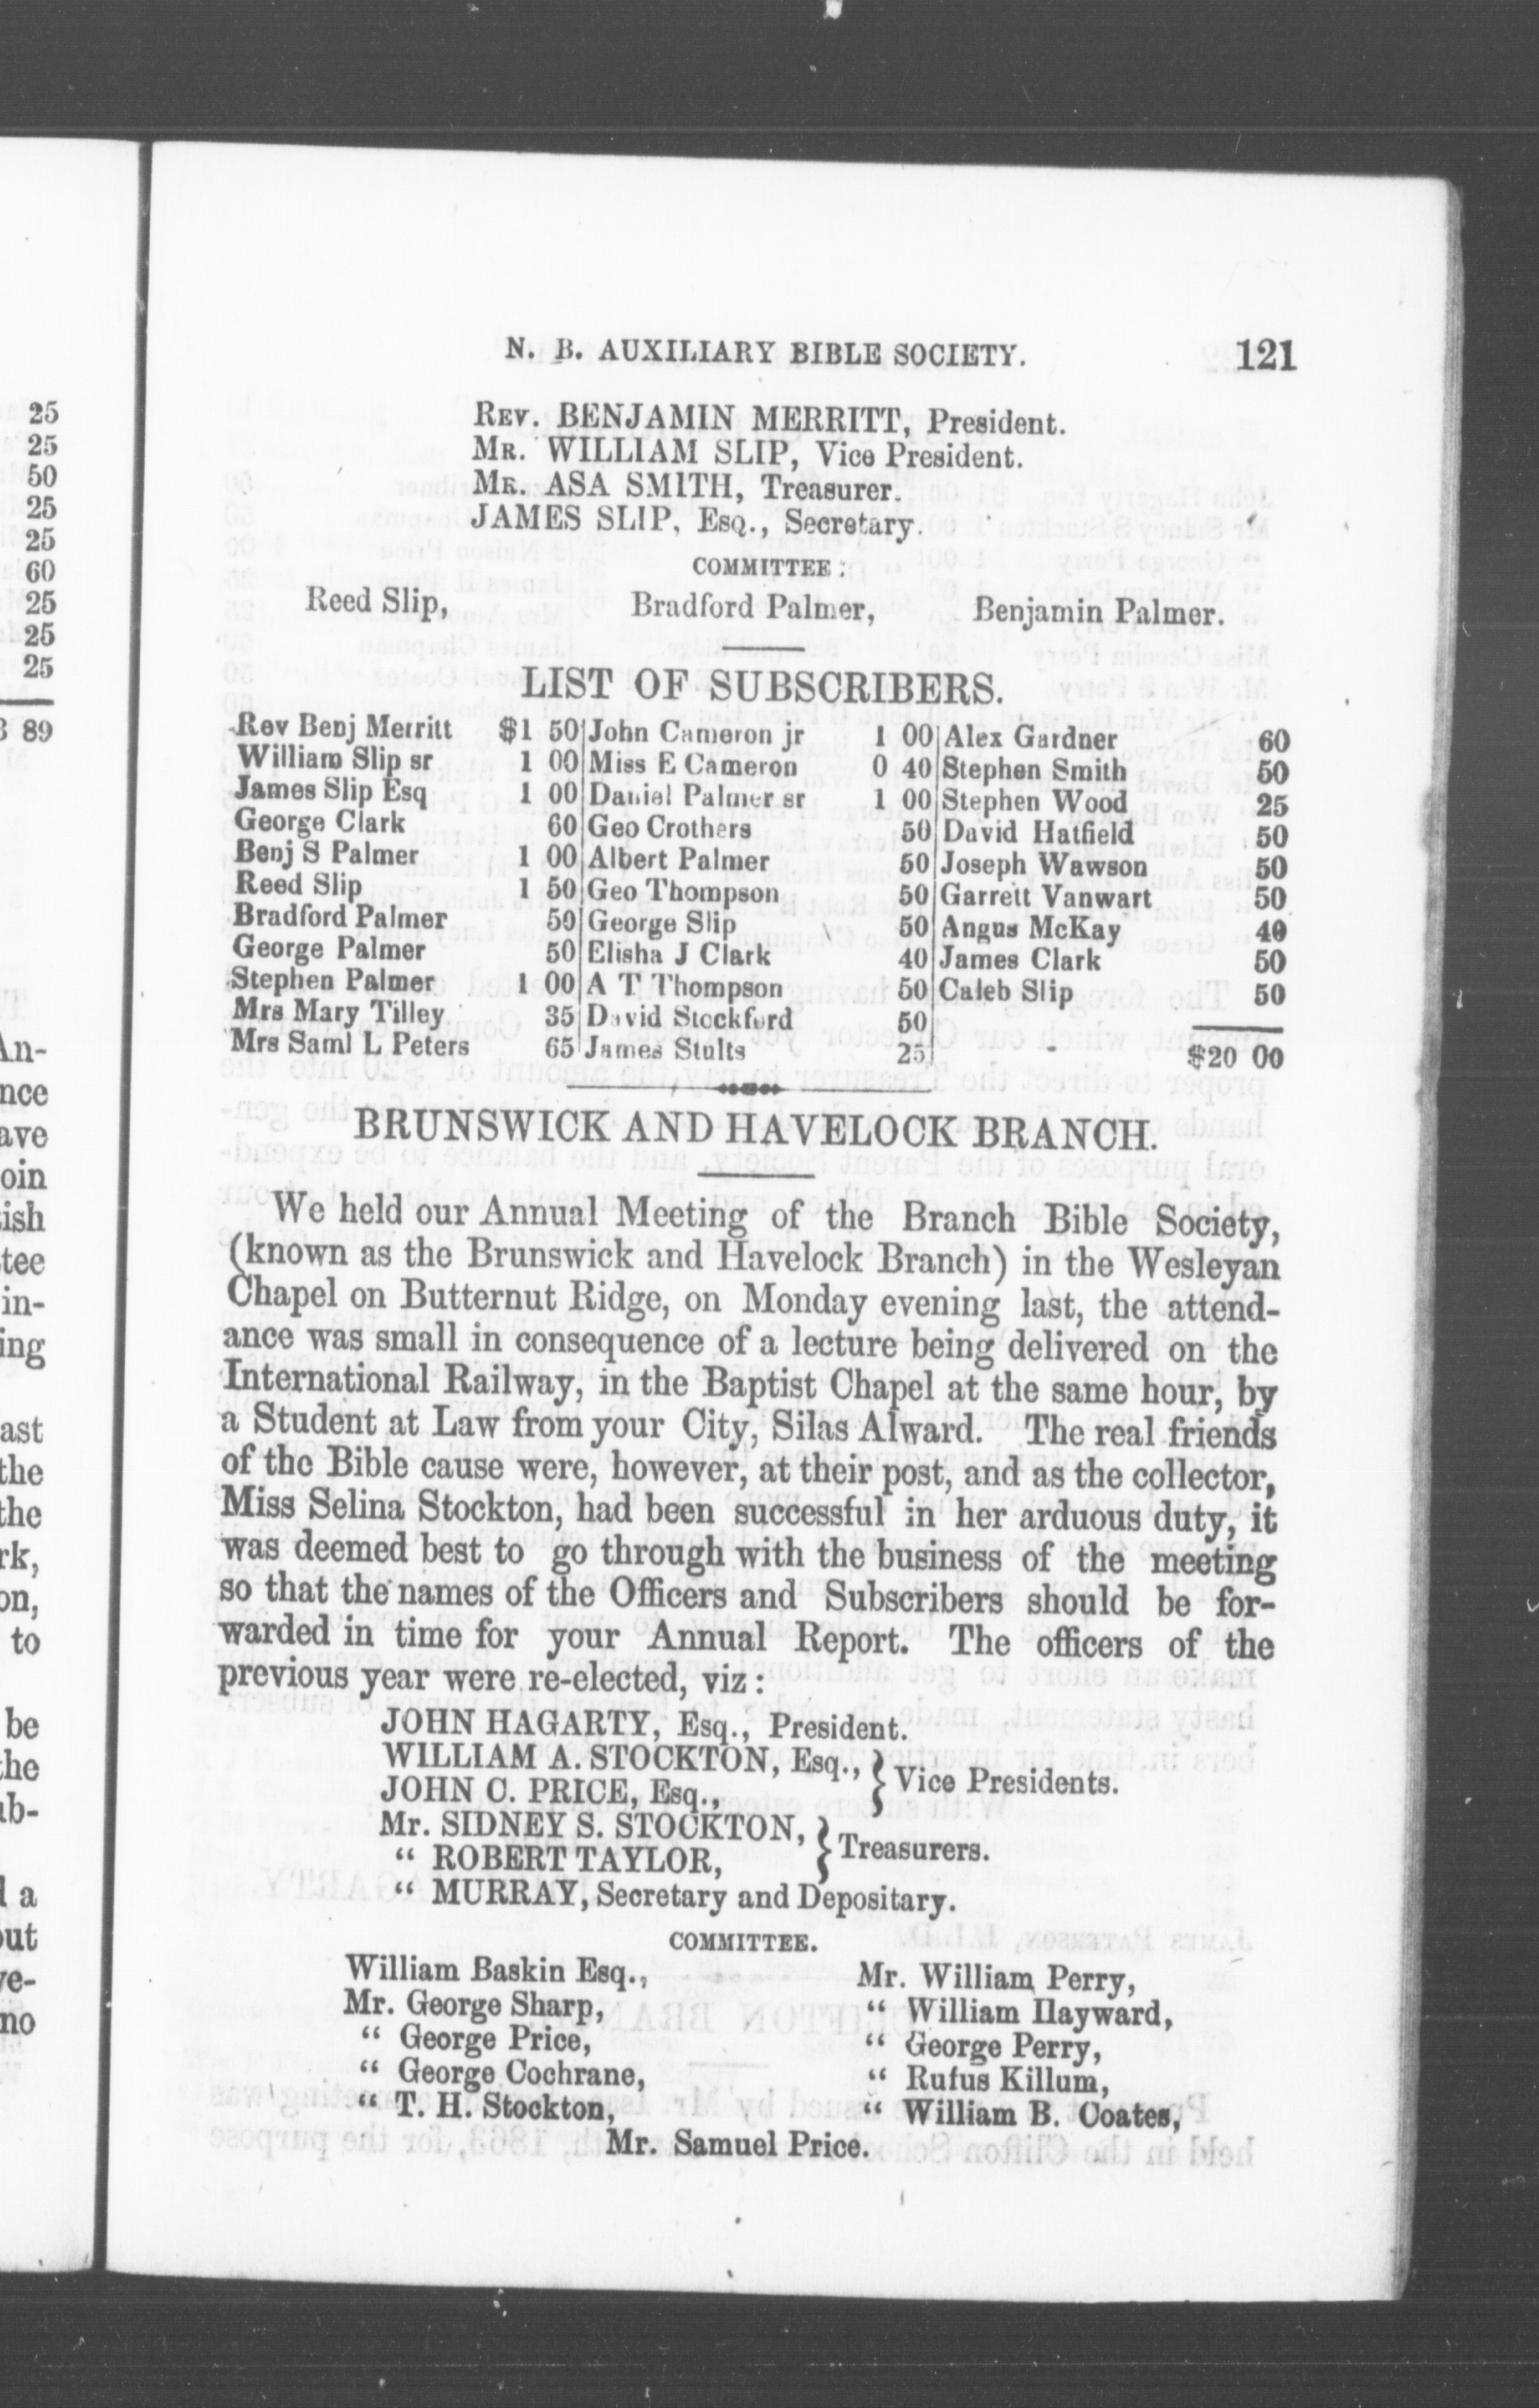 N. B. AUXILIARY BIBLE SOCIETY. 121
REV. BENJAMIN MERRITT, President.
MR. WILLIAM SLIP, Vice President.
MR. ASA SMITH, Treasurer.
JAMES SLIP, ESQ., Secretary.
COMMITTEE:
Reed Slip, Bradford Palmer, Benjamin Palmer.
LIST OF SUBSCRIBERS.
Rev Benj Merritt $1 50 John Cameron jr 1 00 Alex Gardner 60
William Slip sr 1 00 Miss E Cameron 0 40 Stephen Smith 50
James Slip Esq 1 00 Daniel Palmer sr 1 00 Stephen Wood 25
George Clark 60 Geo Crothers 50 David Hatfield 50
Benj S Palmer 1 00 Albert Palmer 50 Joseph Wawson 50
Reed Slip 1 50 Geo Thompson 50 Garrett Vanwart 50
Bradford Palmer 50 George Slip 50 Angus McKay 40
George Palmer 50 Elisha J Clark 40 James Clark 50
Stephen Palmer 1 00 A T Thompson 50 Caleb Slip 50
Mrs Mary Tilley 35 David Stockford 50
Mrs Saml L Peters 65 James Stults 25 $20 00
BRUNSWICK AND HAVELOCK BRANCH.
We held our Annual Meeting of the Branch Bible Society,
(known as the Brunswick and Havelock Branch) in the Wesleyan
Chapel on Butternut Ridge, on Monday evening last, the attend-
ance was small in consequence of a lecture being delivered on the
International Railway, in the Baptist Chapel at the same hour, by
a Student at Law from your City, Silas Alward. The real friends
of the Bible cause were, however, at their post, and as the collector,
Miss Selina Stockton, had been successful in her arduous duty, it
was deemed best to go through with the business of the meeting
so that the names of the Officers and Subscribers should be for-
warded in time for your Annual Report. The officers of the
previous year were re-elected, viz:
JOHN HAGARTY, Esq., President.
WILLIAM A. STOCKTON, Esq., } Vice Presidents.
JOHN C. PRICE, Esq.,
Mr. SIDNEY S. STOCKTON, } Treasurers.
" ROBERT TAYLOR,
" MURRAY, Secretary and Depositary.
COMMITTEE.
William Baskin Esq., Mr. William Perry,
Mr. George Sharp, " William Hayward,
" George Price, " George Perry,
" George Cochrane, " Rufus Killum,
" T. H. Stockton, " William B. Coates,
Mr. Samuel Price.